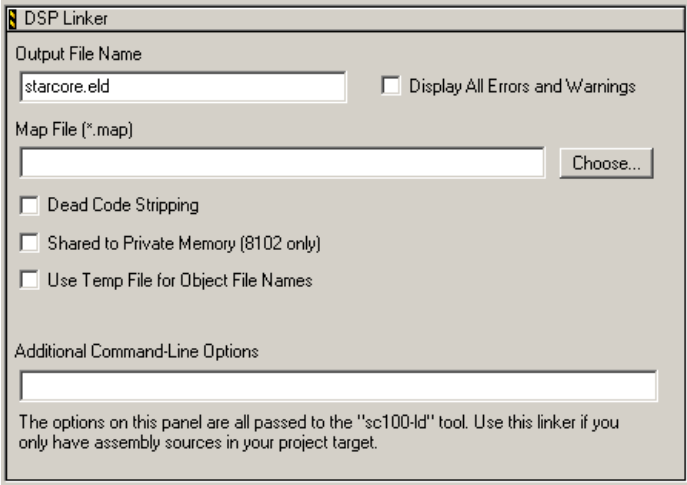 DSP Linker
Output File Name
starcore.eld
Display All Errors and Warnings
Map File (*.map)
Choose...
Dead Code Stripping
Shared to Private Memory (8102 only)
Use Temp File for Object File Names
Additional Command-Line Options
The options on this panel are all passed to the "sc100-ld" tool. Use this linker if you
only have assembly sources in your project target.